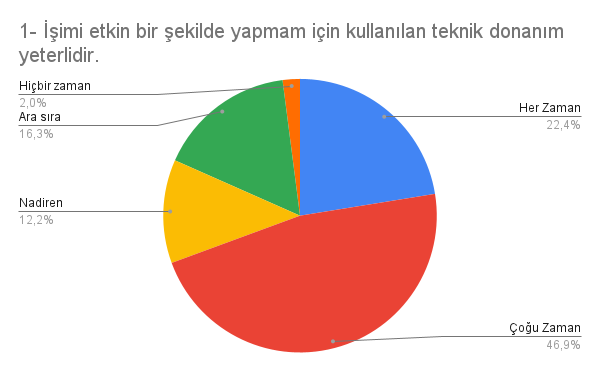 1- İşimi etkin bir şekilde yapmam için kullanılan teknik donanım
yeterlidir.
Hiçbir zaman
2,0%
Ara sıra
16,3%
Nadiren
12,2%
Her Zaman
22,4%
Çoğu Zaman
46,9%